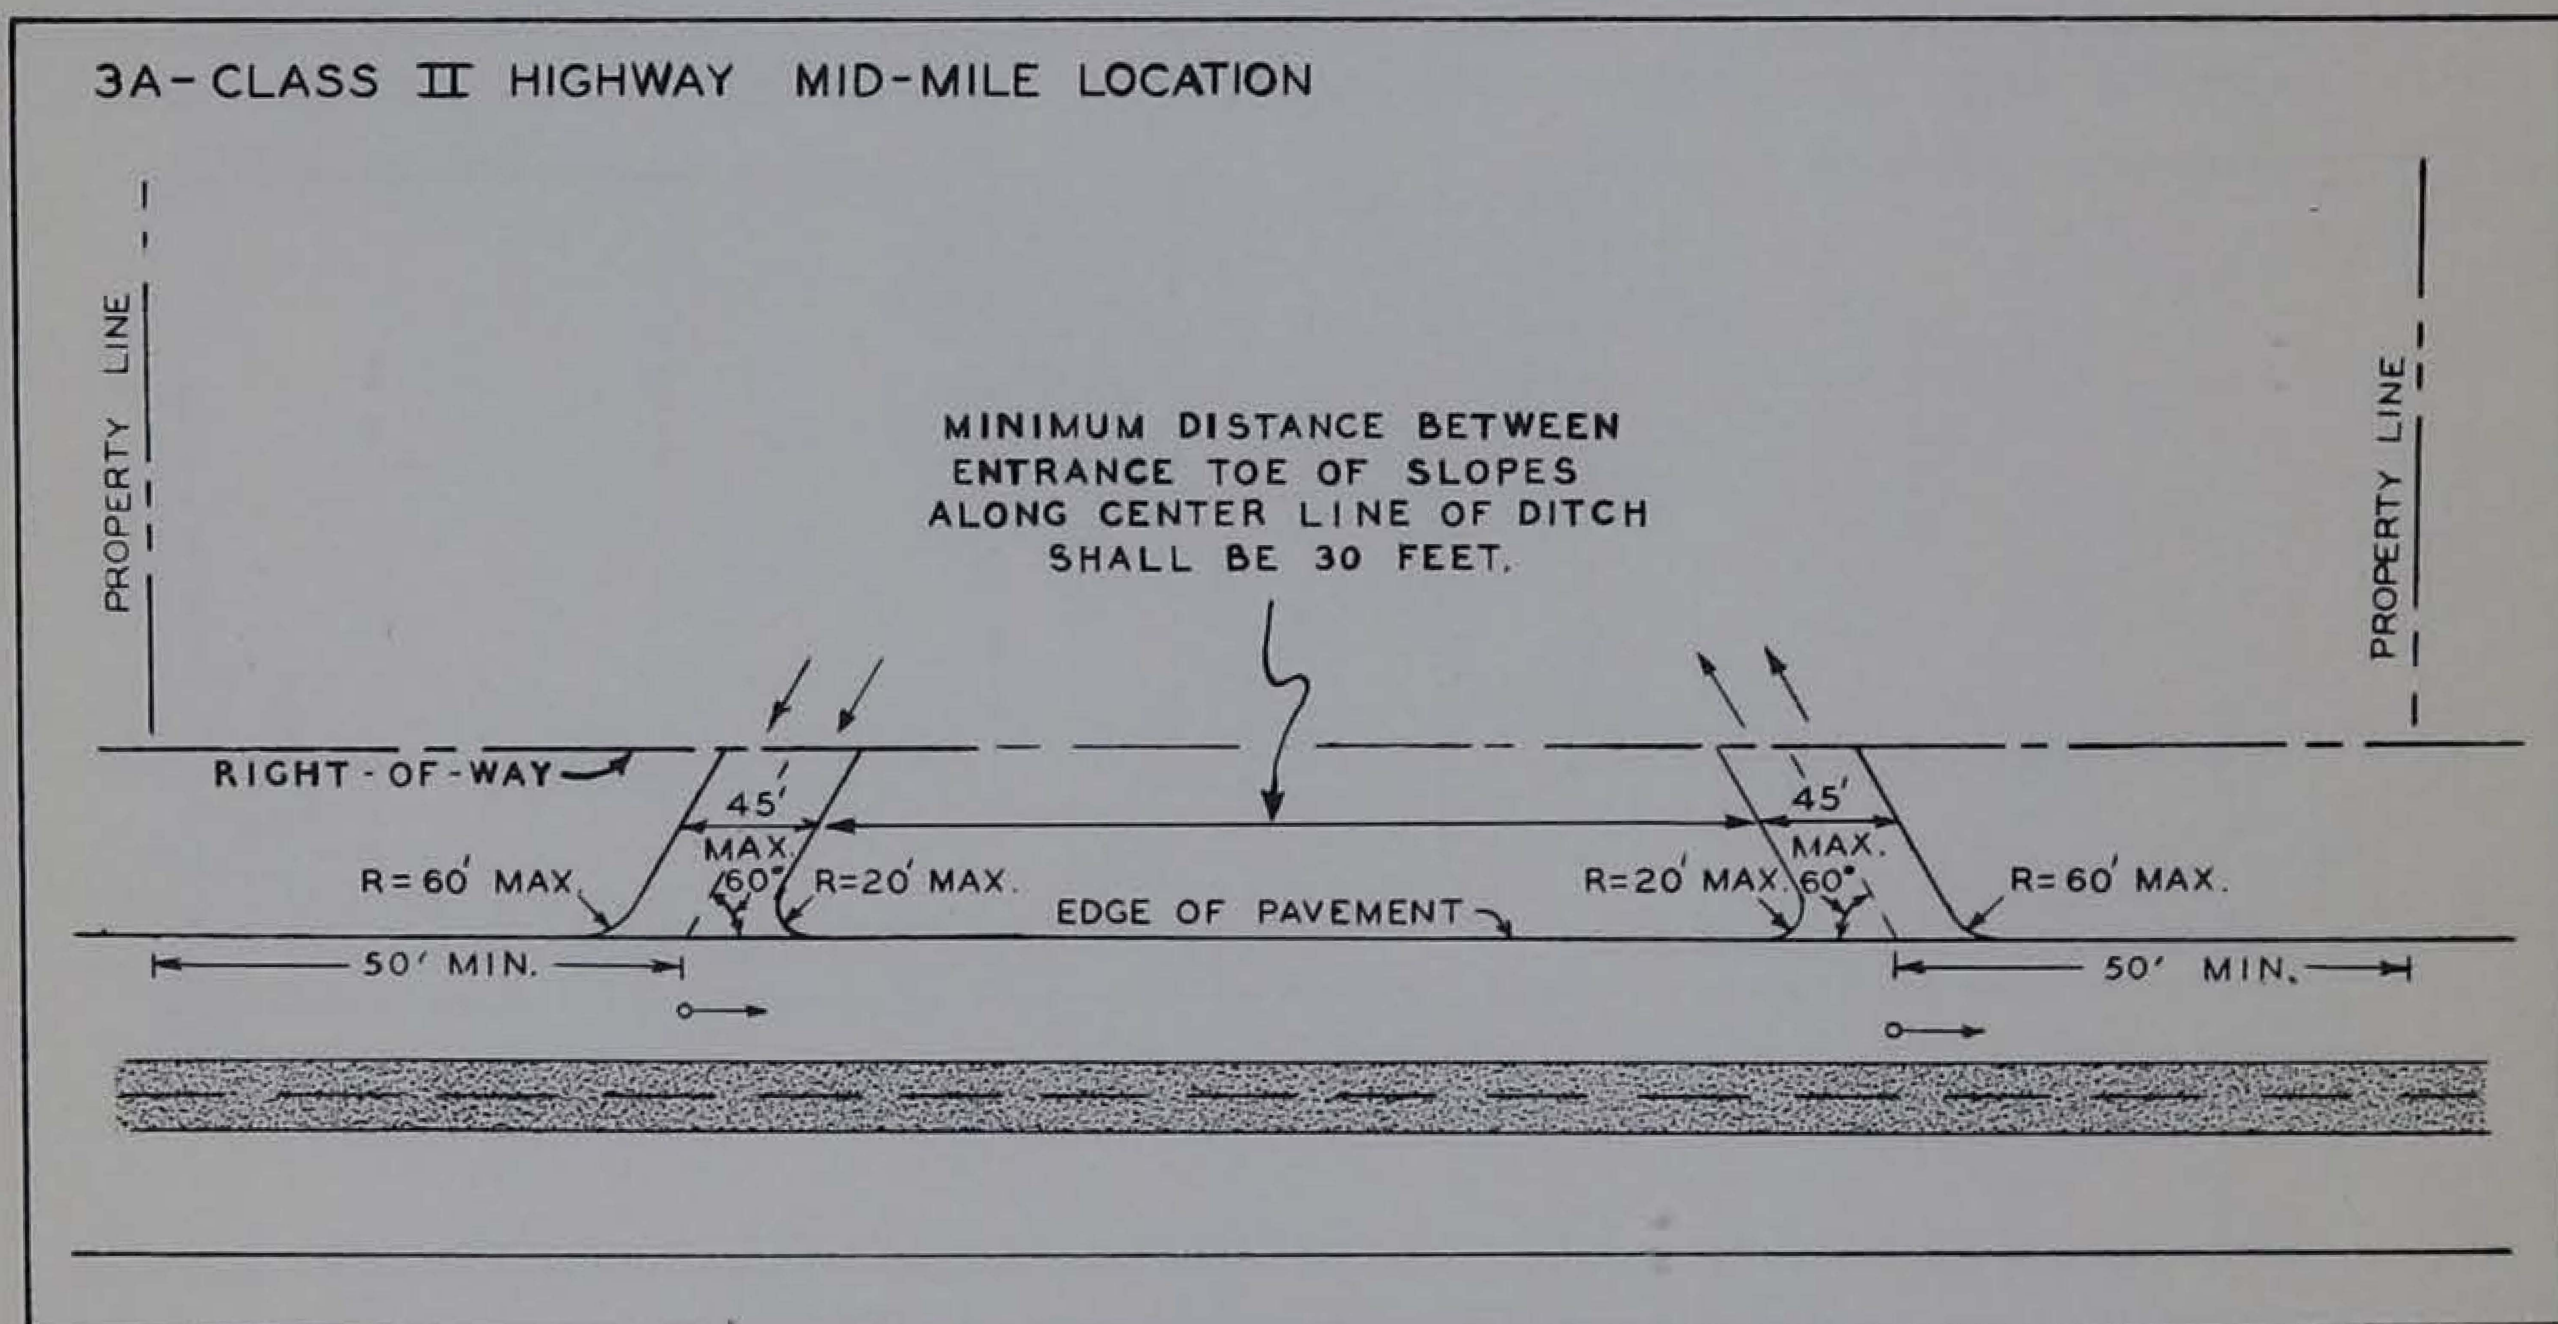 3A-CLASS II HIGHWAY MID-MILE LOCATION
PROPERTY LINE
PROPERTY LINE
MINIMUM DISTANCE BETWEEN
ENTRANCE TOE OF SLOPES
ALONG CENTER LINE OF DITCH
SHALL BE 30 FEET.
RIGHT-OF-WAY
45'
MAX.
60°
R=60' MAX.
R=20' MAX.
EDGE OF PAVEMENT
R=20' MAX.
45'
MAX.
60°
R=60' MAX.
50' MIN.
50' MIN.